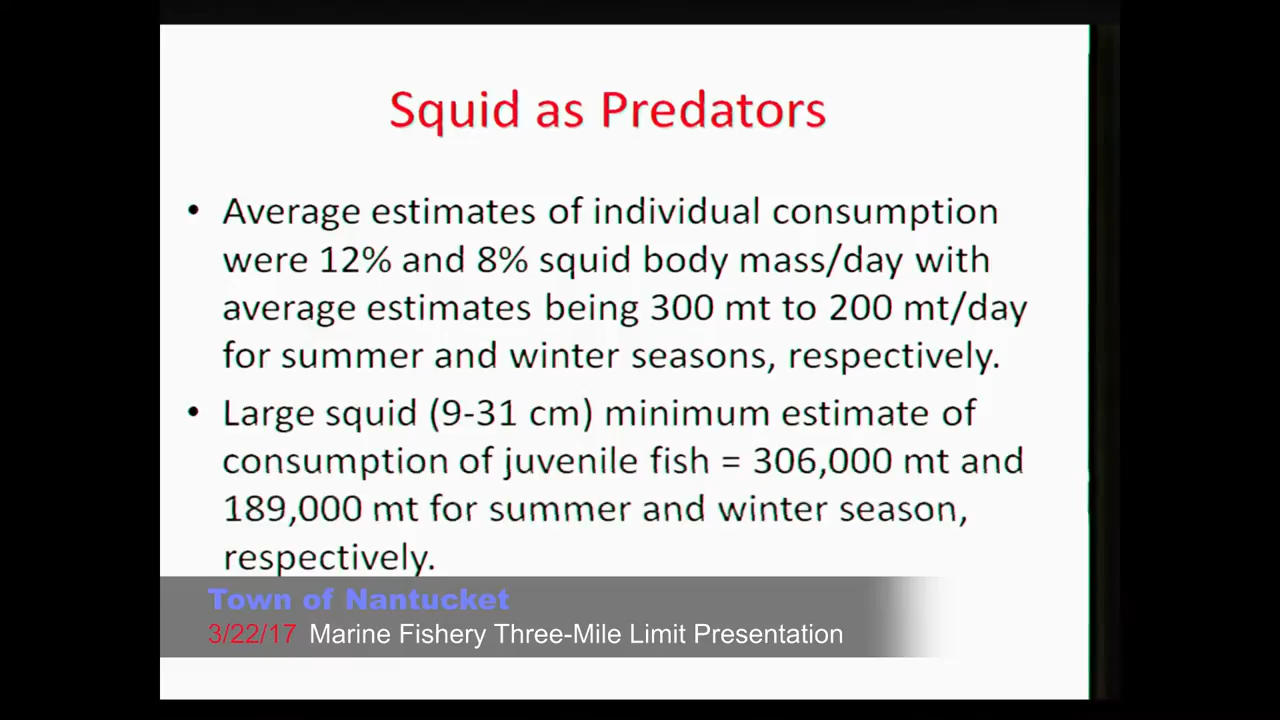 Squid as Predators
• Average estimates of individual consumption
were 12% and 8% squid body mass/day with
average estimates being 300 mt to 200 mt/day
for summer and winter seasons, respectively.
• Large squid (9-31 cm) minimum estimate of
consumption of juvenile fish = 306,000 mt and
189,000 mt for summer and winter season,
respectively.
Town of Nantucket
3/22/17 Marine Fishery Three-Mile Limit Presentation